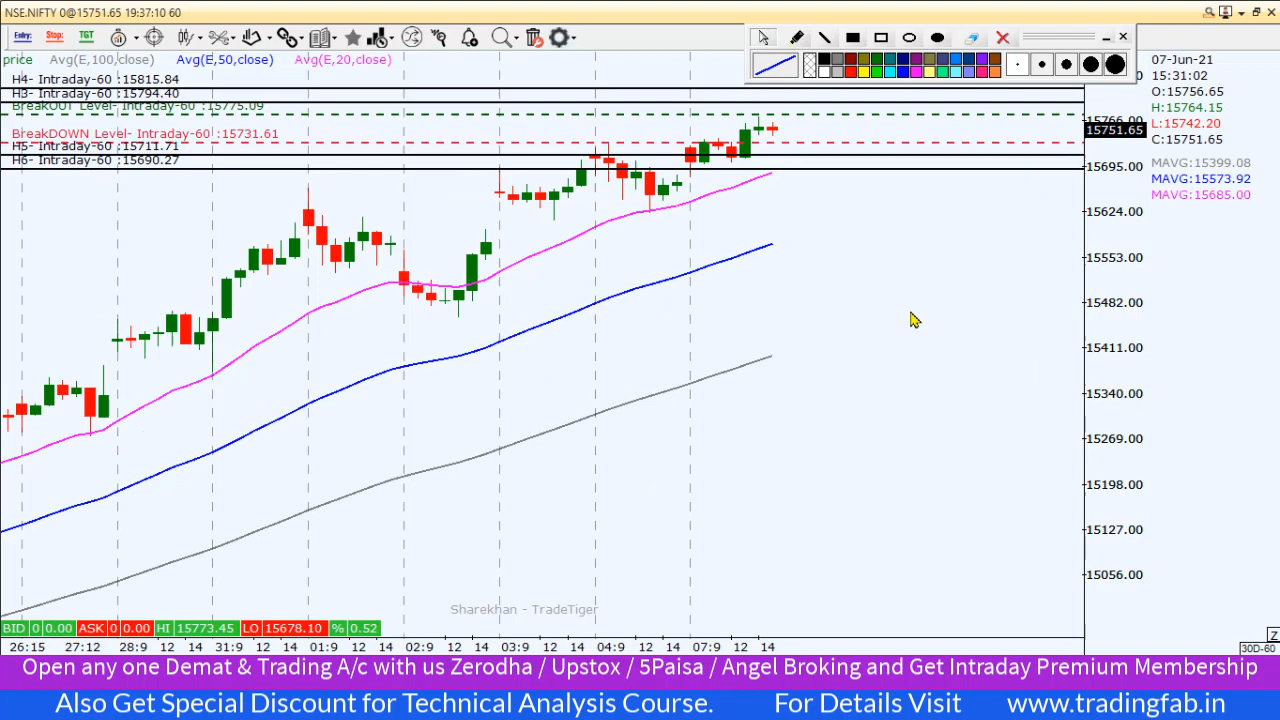 NSE.NIFTY 0@15751.65 19:37:10 60
Entry: Stop: TGT
price Avg(E,100,close) Avg(E,50,close) Avg(E,20,close)
H4- Intraday-60 :15815.84
H3- Intraday-60 :15794.40
BreakOUT Level- Intraday-60 :15775.09
BreakDOWN Level- Intraday-60 :15731.61
H5- Intraday-60 :15711.71
H6- Intraday-60 :15690.27
07-Jun-21
15:31:02
O:15756.65
H:15764.15
L:15742.20
C:15751.65
MAVG:15399.08
MAVG:15573.92
MAVG:15685.00
15766.00
15751.65
15695.00
15624.00
15553.00
15482.00
15411.00
15340.00
15269.00
15198.00
15127.00
15056.00
Sharekhan - TradeTiger
BID 0 0.00 ASK 0 0.00 HI 15773.45 LO 15678.10 % 0.52
Z
26:15 27:12 28:9 12 14 31:9 12 14 01:9 12 14 02:9 12 14 03:9 12 14 04:9 12 14 07:9 12 14
30D-60
Open any one Demat & Trading A/c with us Zerodha / Upstox / 5Paisa / Angel Broking and Get Intraday Premium Membership
Also Get Special Discount for Technical Analysis Course. For Details Visit www.tradingfab.in